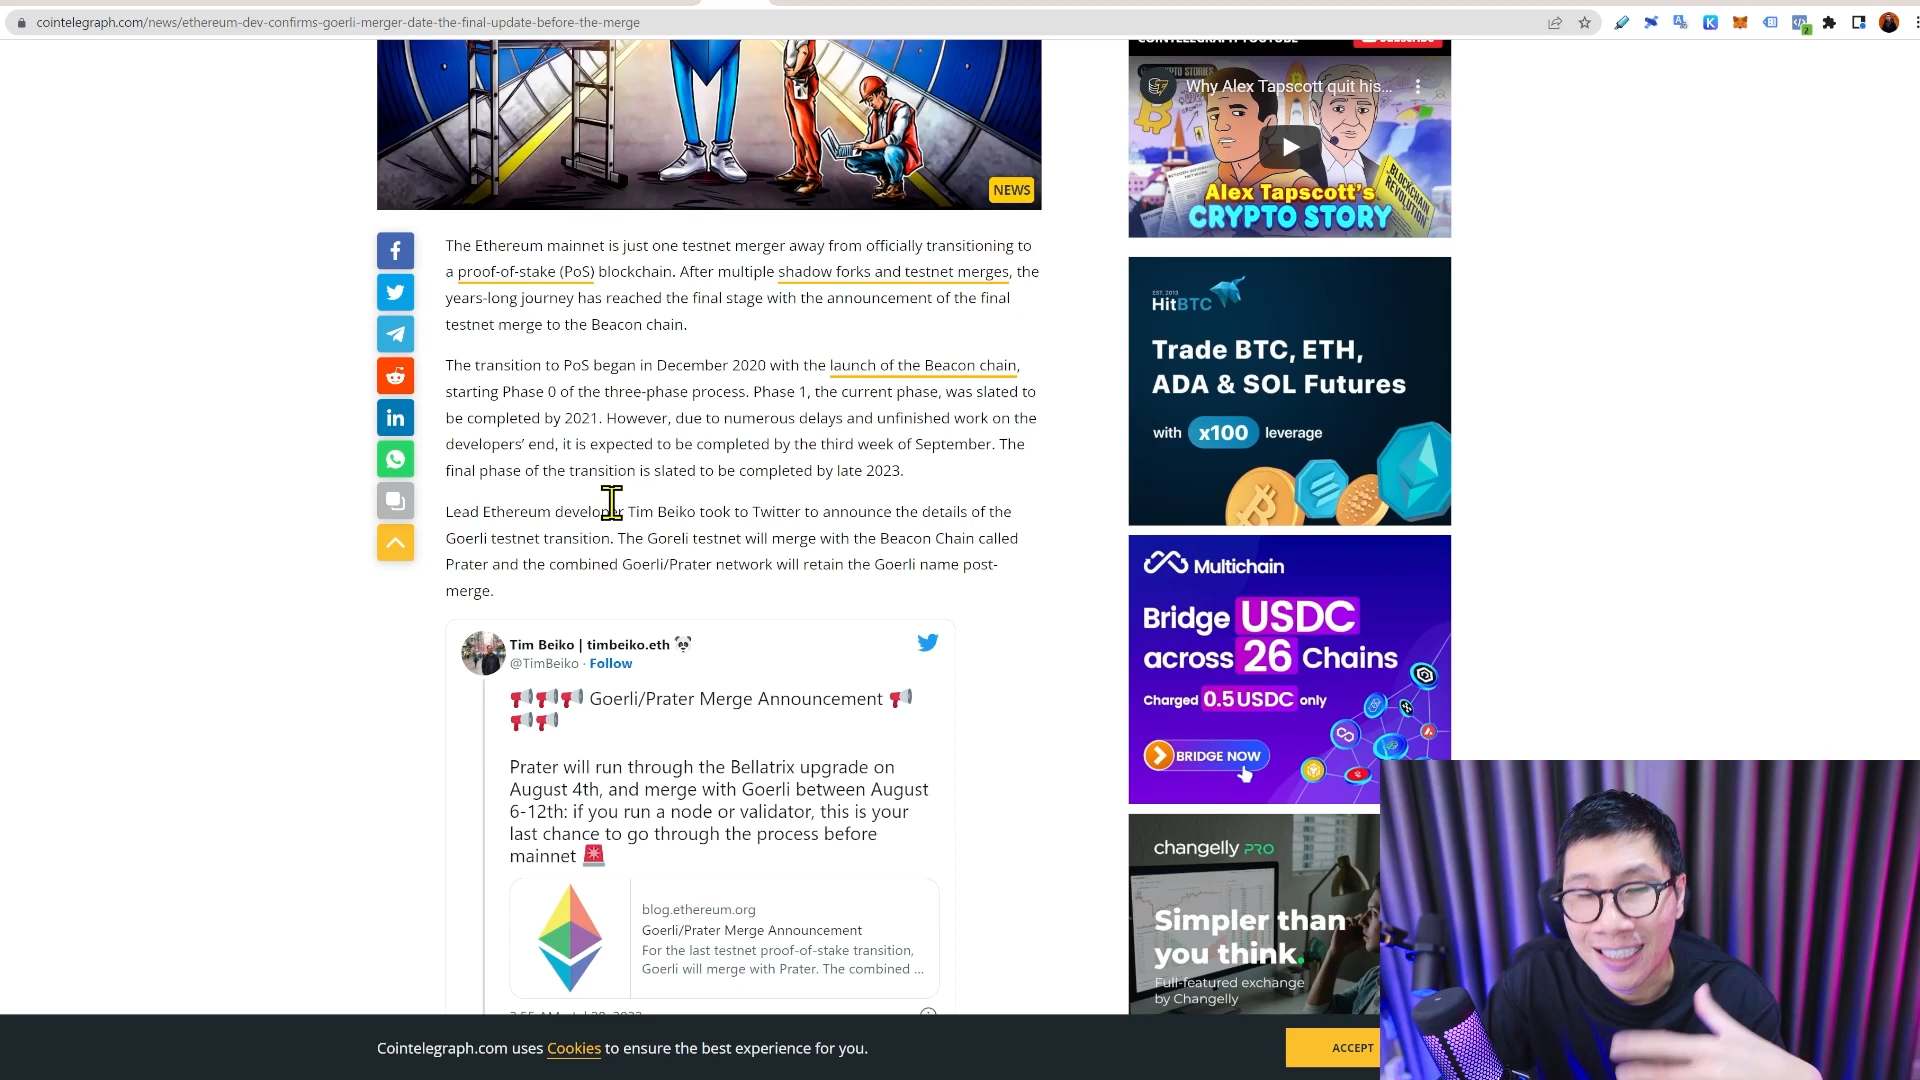 cointelegraph.com/news/ethereum-dev-confirms-goerli-merger-date-the-final-update-before-the-merge
2
NEWS
The Ethereum mainnet is just one testnet merger away from officially transitioning to
a proof-of-stake (PoS) blockchain. After multiple shadow forks and testnet merges, the
years-long journey has reached the final stage with the announcement of the final
testnet merge to the Beacon chain.
The transition to PoS began in December 2020 with the launch of the Beacon chain,
starting Phase 0 of the three-phase process. Phase 1, the current phase, was slated to
be completed by 2021. However, due to numerous delays and unfinished work on the
developers' end, it is expected to be completed by the third week of September. The
final phase of the transition is slated to be completed by late 2023.
Lead Ethereum developer Tim Beiko took to Twitter to announce the details of the
Goerli testnet transition. The Goreli testnet will merge with the Beacon Chain called
Prater and the combined Goerli/Prater network will retain the Goerli name post-
merge.
Tim Beiko | timbeiko.eth 🐼
@TimBeiko · Follow
📢📢📢 Goerli/Prater Merge Announcement 📢
📢📢
Prater will run through the Bellatrix upgrade on
August 4th, and merge with Goerli between August
6-12th: if you run a node or validator, this is your
last chance to go through the process before
mainnet 🚨
blog.ethereum.org
Goerli/Prater Merge Announcement
For the last testnet proof-of-stake transition,
Goerli will merge with Prater. The combined ...
COINTELEGRAPH YOUTUBE
SUBSCRIBE
CRYPTO STORIES
Why Alex Tapscott quit his...
BLOCKCHAIN
REVOLUTION
Alex Tapscott's
CRYPTO STORY
EST. 2013
HitBTC
Trade BTC, ETH,
ADA & SOL Futures
with x100 leverage
Multichain
Bridge USDC
across 26 Chains
Charged 0.5 USDC only
BRIDGE NOW
changelly PRO
Simpler than
you think.
Full-featured exchange
by Changelly
Cointelegraph.com uses Cookies to ensure the best experience for you.
ACCEPT